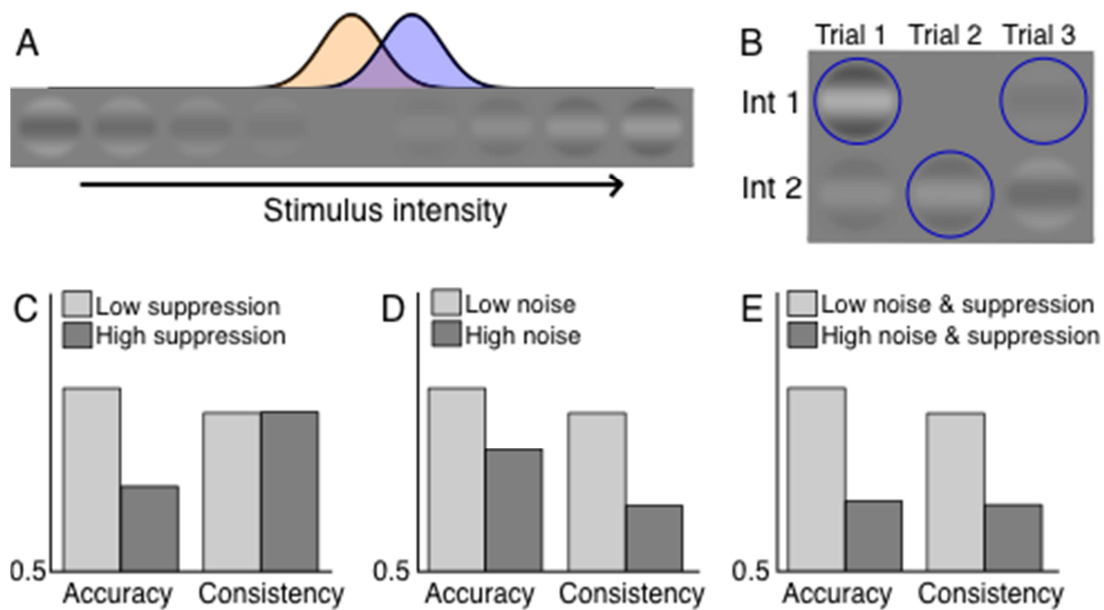 A
Stimulus intensity
B
Trial 1 Trial 2 Trial 3
Int 1
Int 2
C
Low suppression
High suppression
0.5
Accuracy Consistency
D
Low noise
High noise
0.5
Accuracy Consistency
E
Low noise & suppression
High noise & suppression
0.5
Accuracy Consistency